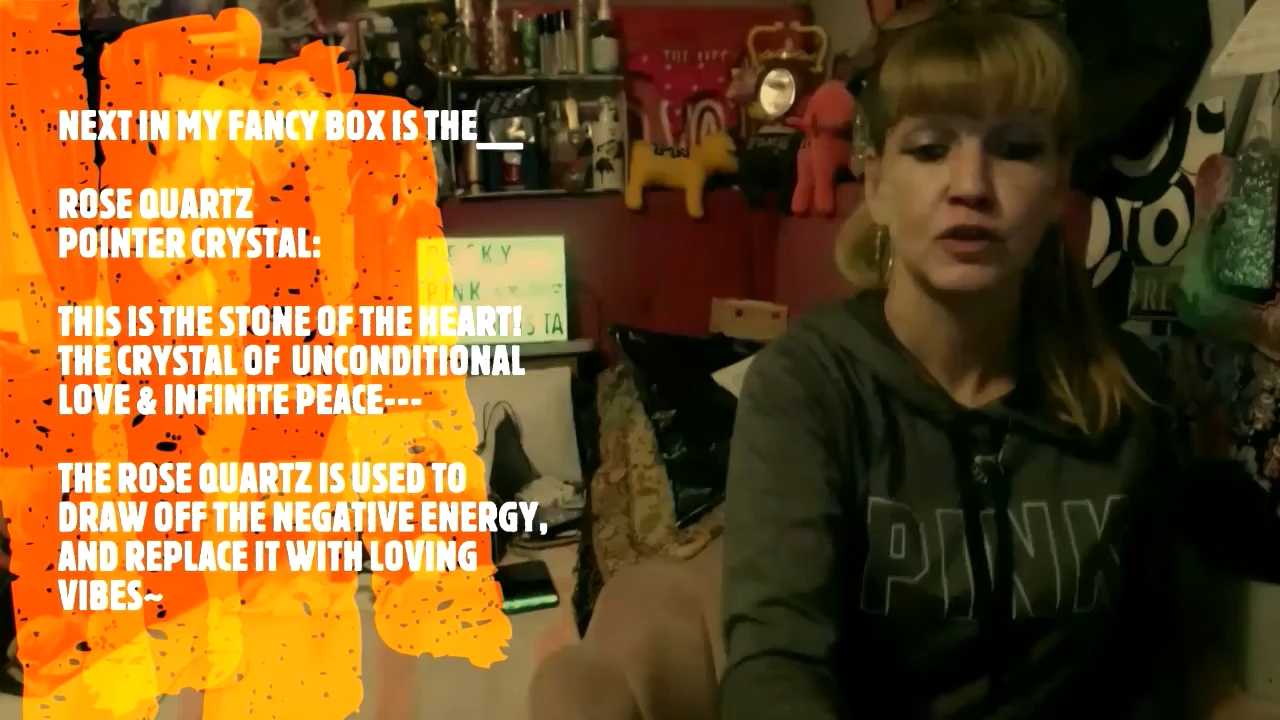 NEXT IN MY FANCY BOX IS THE__
ROSE QUARTZ
POINTER CRYSTAL:
THIS IS THE STONE OF THE HEART!
THE CRYSTAL OF UNCONDITIONAL
LOVE & INFINITE PEACE---
THE ROSE QUARTZ IS USED TO
DRAW OFF THE NEGATIVE ENERGY,
AND REPLACE IT WITH LOVING
VIBES~
PINK
PINK